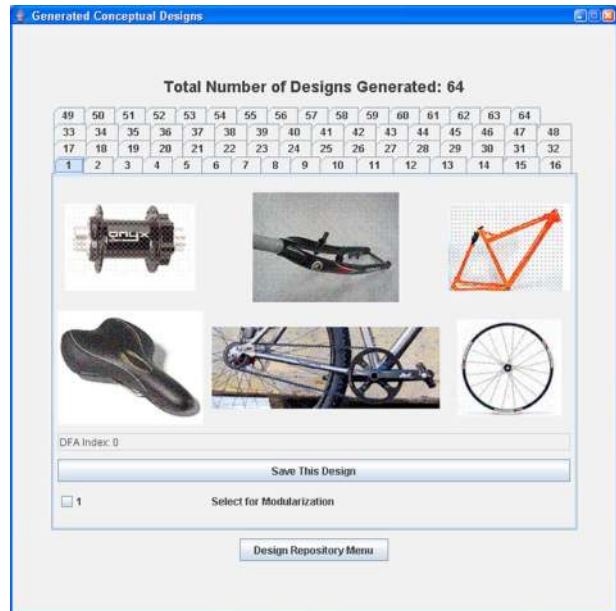 Generated Conceptual Designs
Total Number of Designs Generated: 64
49 50 51 52 53 54 55 56 57 58 59 60 61 62 63 64
33 34 35 36 37 38 39 40 41 42 43 44 45 46 47 48
17 18 19 20 21 22 23 24 25 26 27 28 29 30 31 32
1 2 3 4 5 6 7 8 9 10 11 12 13 14 15 16
onyx
DFA Index: 0
Save This Design
1 Select for Modularization
Design Repository Menu